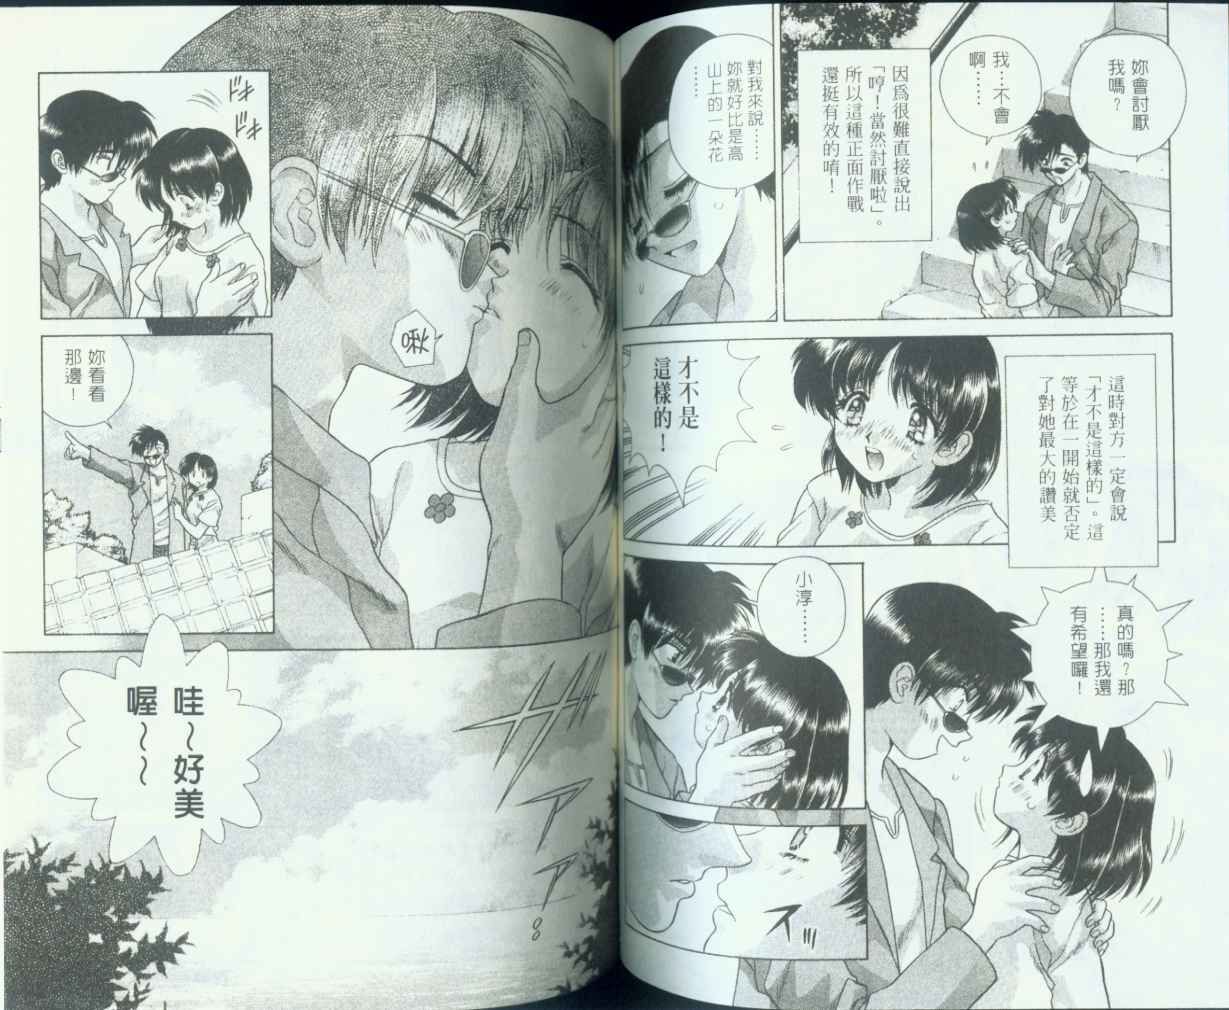 妳會討厭
我嗎？
我…不會
啊………
因為很難直接說出
「哼！當然討厭啦」。
所以這種正面作戰
還挺有效的唷！
對我來說……
妳就好比是高
山上的一朵花
………
這時對方一定會說
「才不是這樣的」。這
等於在一開始就否定
了對她最大的讚美
才不是
這樣的！
真的嗎？那
……那我還
有希望囉！
小淳……
ス…
啾
ギギ
妳看看
那邊！
哇～好美
喔～～
ザァァ…